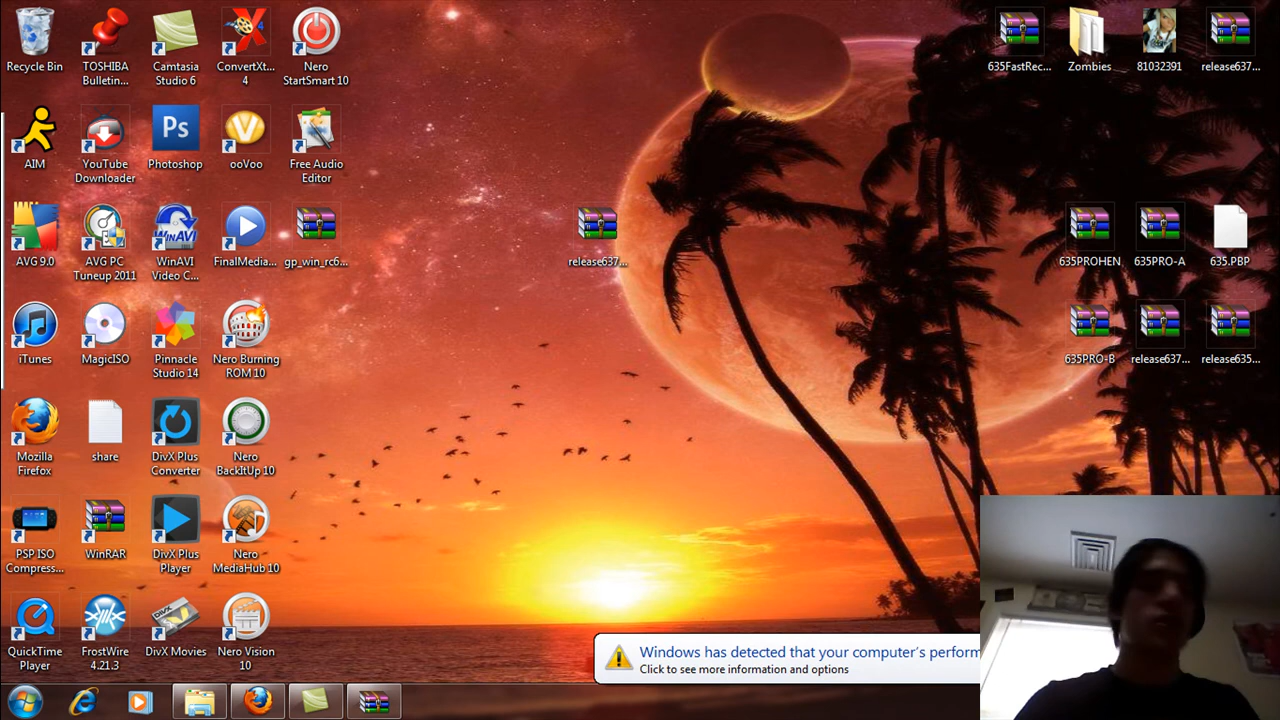 Recycle Bin
TOSHIBA
Bulletin...
Camtasia
Studio 6
ConvertXt...
4
Nero
StartSmart 10
635FastRec...
Zombies
81032391
release637...
AIM
YouTube
Downloader
Ps
Photoshop
ooVoo
Free Audio
Editor
AVG 9.0
AVG PC
Tuneup 2011
WinAVI
WinAVI
Video C...
FinalMedia...
gp_win_rc6...
release637...
635PROHEN
635PRO-A
635.PBP
iTunes
MagicISO
Pinnacle
Studio 14
Nero Burning
ROM 10
635PRO-B
release637...
release635...
Mozilla
Firefox
share
DivX Plus
Converter
Nero
BackItUp 10
PSP ISO
Compress...
WinRAR
DivX Plus
Player
Nero
MediaHub 10
QuickTime
Player
FrostWire
4.21.3
DivX Movies
Nero Vision
10
Windows has detected that your computer's perform
Click to see more information and options